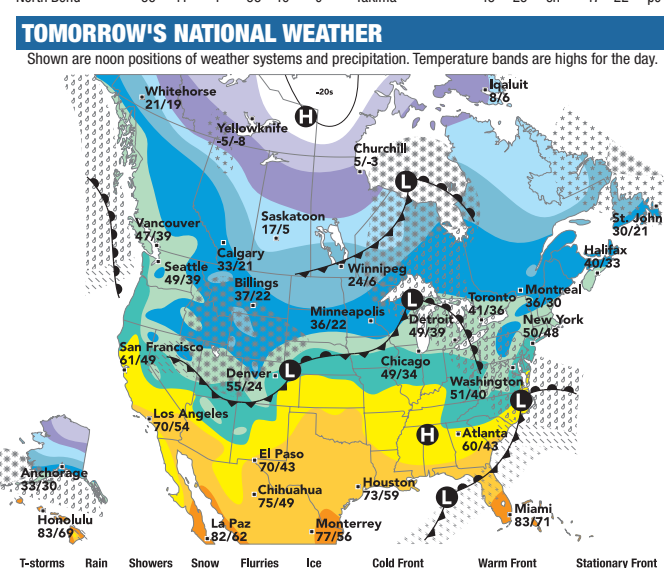 TOMORROW'S NATIONAL WEATHER
Shown are noon positions of weather systems and precipitation. Temperature bands are highs for the day.
-20s
Iqaluit
8/6
Whitehorse
21/19
H
Yellowknife
-5/-8
Churchill
5/-3
L
Vancouver
47/39
Saskatoon
17/5
St. John
30/21
Calgary
33/21
Halifax
40/33
Seattle
49/39
Winnipeg
24/6
Billings
37/22
Montreal
36/30
Toronto
41/36
L
Minneapolis
36/22
Detroit
49/39
New York
50/48
San Francisco
61/49
Chicago
49/34
Denver
55/24
L
Washington
51/40
L
Los Angeles
70/54
H
Atlanta
60/43
El Paso
70/43
Anchorage
33/30
Chihuahua
75/49
Houston
73/59
L
Honolulu
83/69
La Paz
82/62
Monterrey
77/56
Miami
83/71
T-storms Rain Showers Snow Flurries Ice Cold Front Warm Front Stationary Front